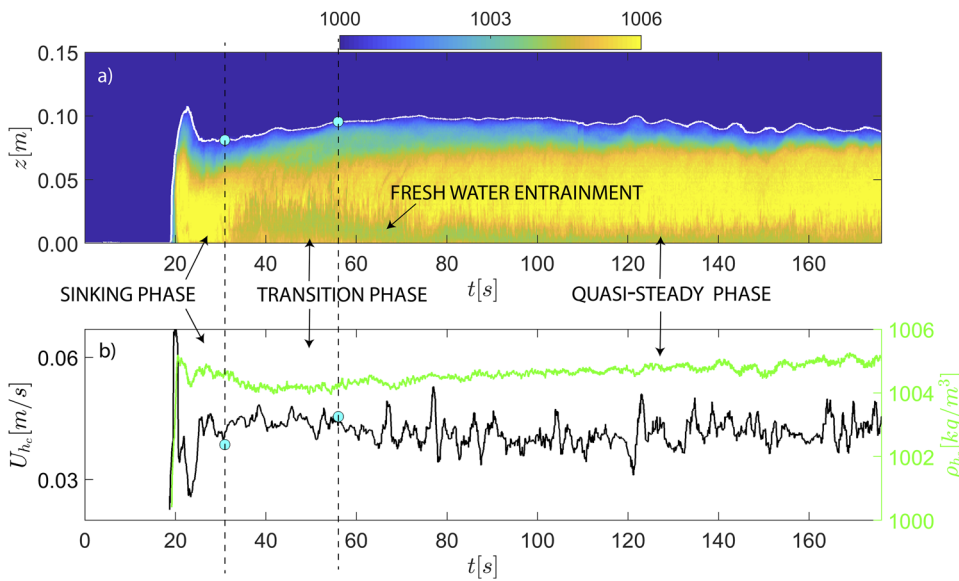 1000 1003 1006
a)
0.15
0.10
0.05
0.00
z[m]
FRESH WATER ENTRAINMENT
20 40 60 80 100 120 140 160
t[s]
SINKING PHASE TRANSITION PHASE QUASI-STEADY PHASE
b)
0.06
0.03
U_{h_c}[m/s]
1006
1004
1002
1000
ρ_{h_c}[kg/m³]
0 20 40 60 80 100 120 140 160
t[s]